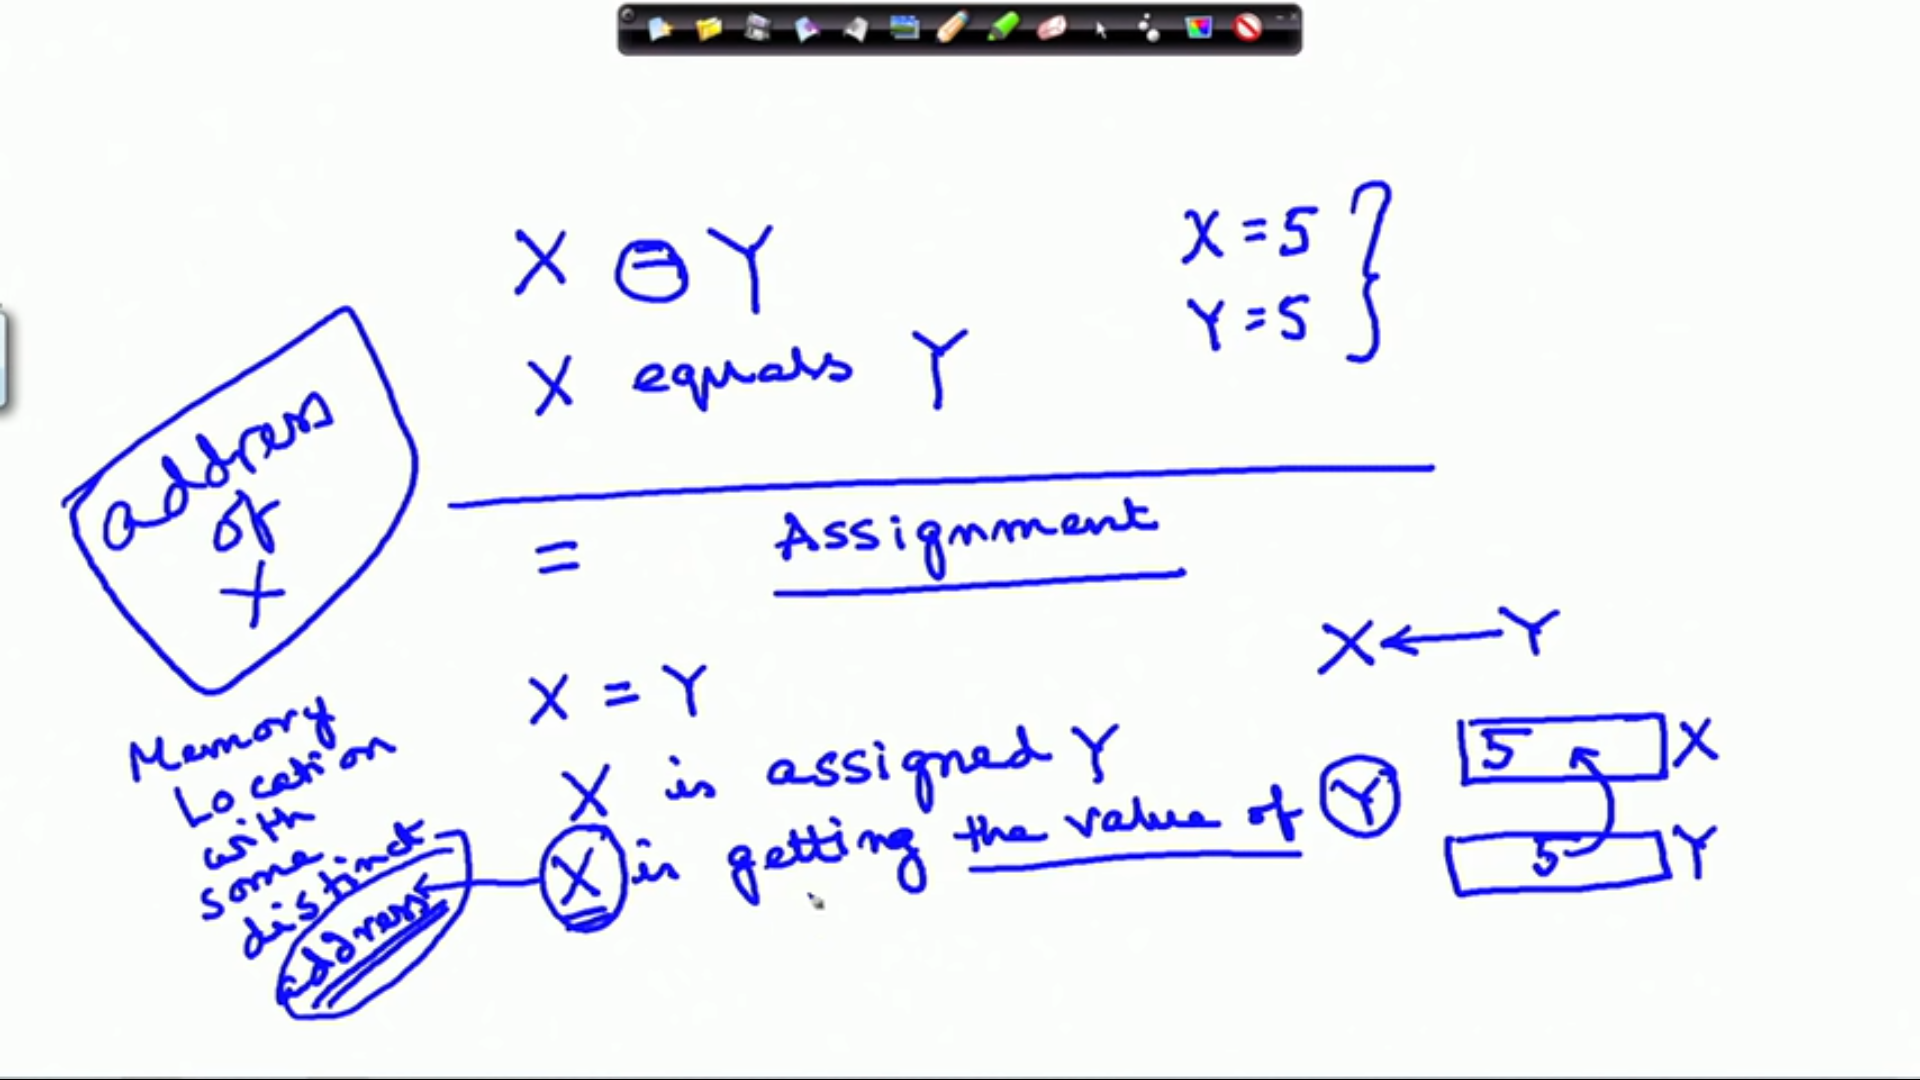 X = Y
X equals Y
X = 5
Y = 5
address
of
X
= Assignment
X = Y
X ← Y
X is assigned Y
X is getting the value of Y
5 X
5 Y
Memory
Location
with
some
distinct
address